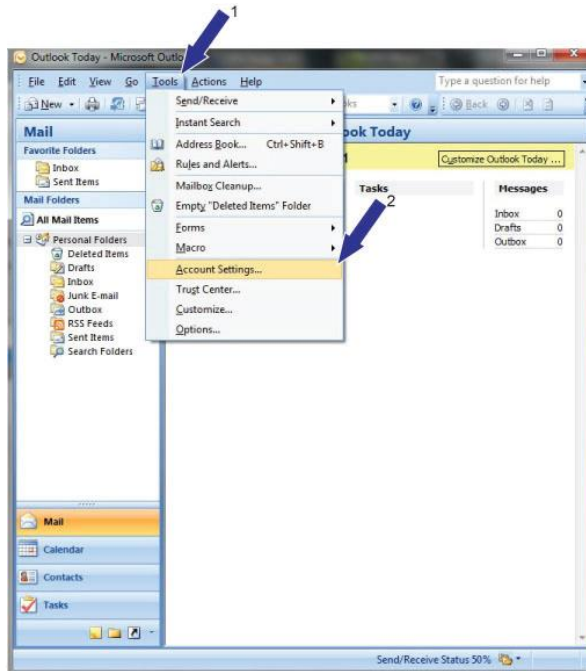 1
Outlook Today - Microsoft Outlo
File Edit View Go Tools Actions Help
Type a question for help
New
Back
Mail
ook Today
Favorite Folders
Inbox
Sent Items
Mail Folders
All Mail Items
Personal Folders
Deleted Items
Drafts
Inbox
Junk E-mail
Outbox
RSS Feeds
Sent Items
Search Folders
Send/Receive
Instant Search
Address Book... Ctrl+Shift+B
Rules and Alerts...
Mailbox Cleanup...
Empty "Deleted Items" Folder
Forms
Macro
Account Settings...
Trust Center...
Customize...
Options...
Customize Outlook Today ...
Tasks
2
Messages
Inbox 0
Drafts 0
Outbox 0
Mail
Calendar
Contacts
Tasks
Send/Receive Status 50%